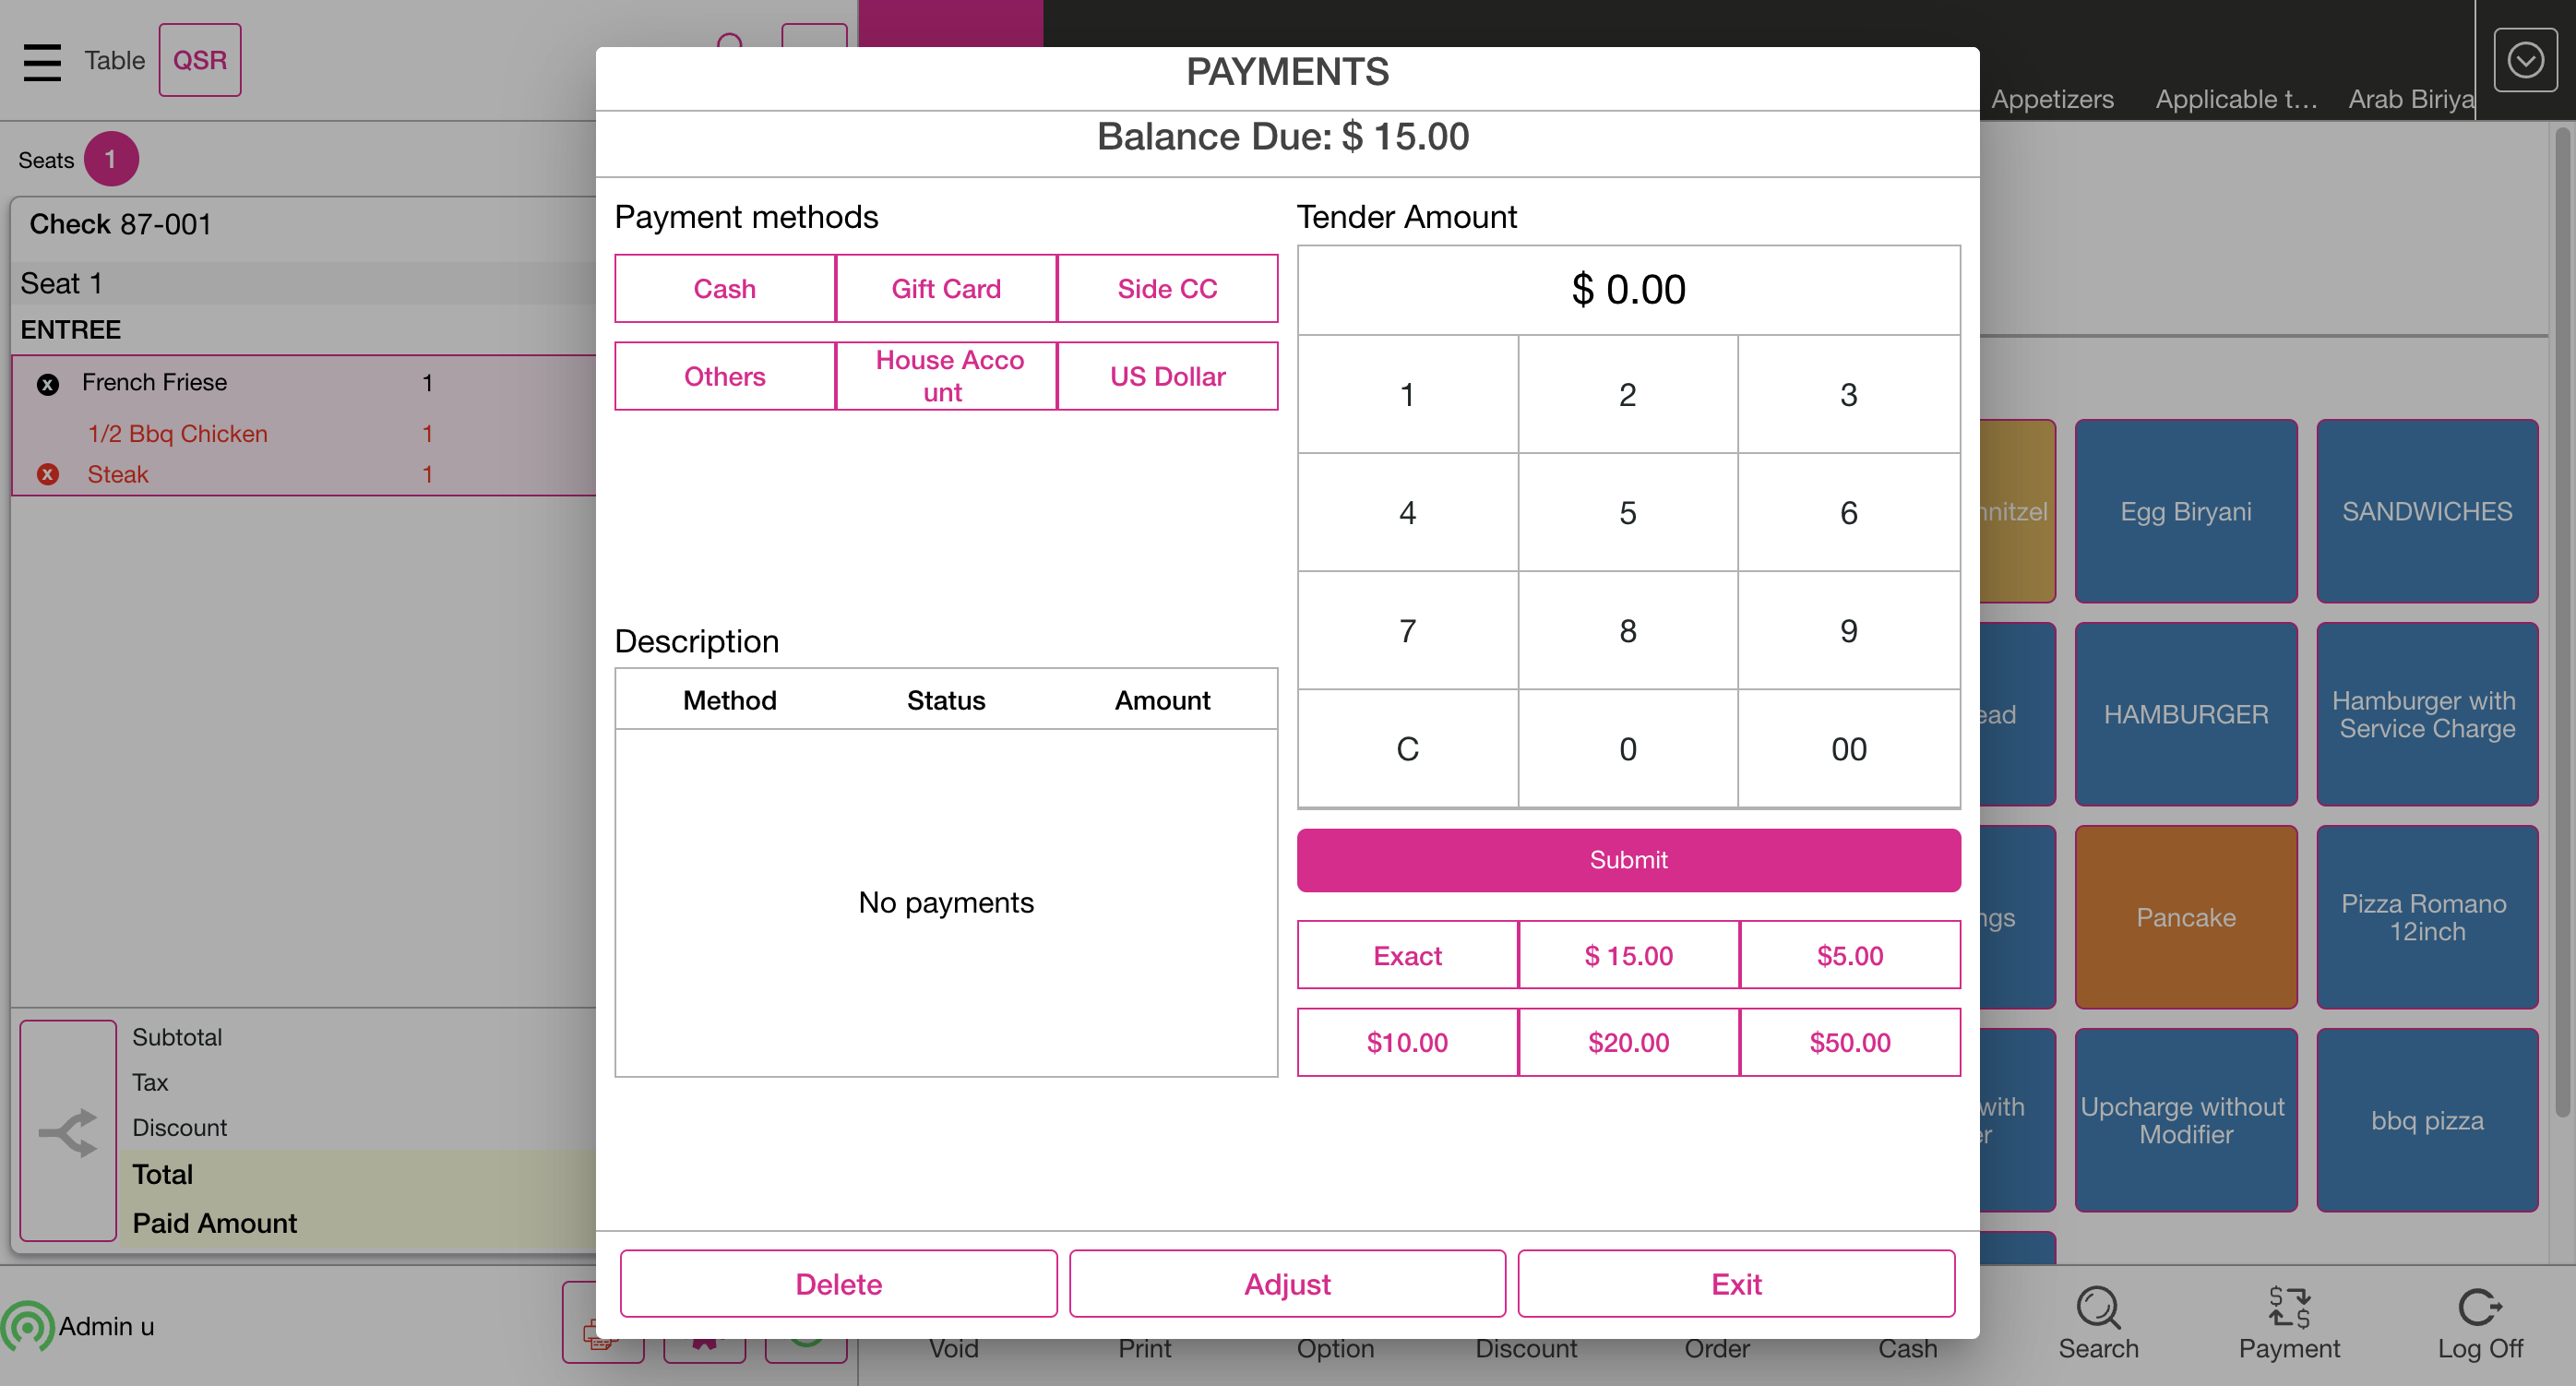 Table
QSR
Appetizers
Applicable t...
Arab Biriya
Seats 1
Check 87-001
Seat 1
ENTREE
French Friese 1
1/2 Bbq Chicken 1
Steak 1
Subtotal
Tax
Discount
Total
Paid Amount
Admin u
PAYMENTS
Balance Due: $ 15.00
Payment methods
Cash
Gift Card
Side CC
Others
House Acco
unt
US Dollar
Description
Method Status Amount
No payments
Tender Amount
$ 0.00
1 2 3
4 5 6
7 8 9
C 0 00
Submit
Exact
$ 15.00
$5.00
$10.00
$20.00
$50.00
Delete
Adjust
Exit
Egg Biryani
SANDWICHES
HAMBURGER
Hamburger with
Service Charge
Pancake
Pizza Romano
12inch
with
Upcharge without
Modifier
bbq pizza
Void
Print
Option
Discount
Order
Cash
Search
Payment
Log Off